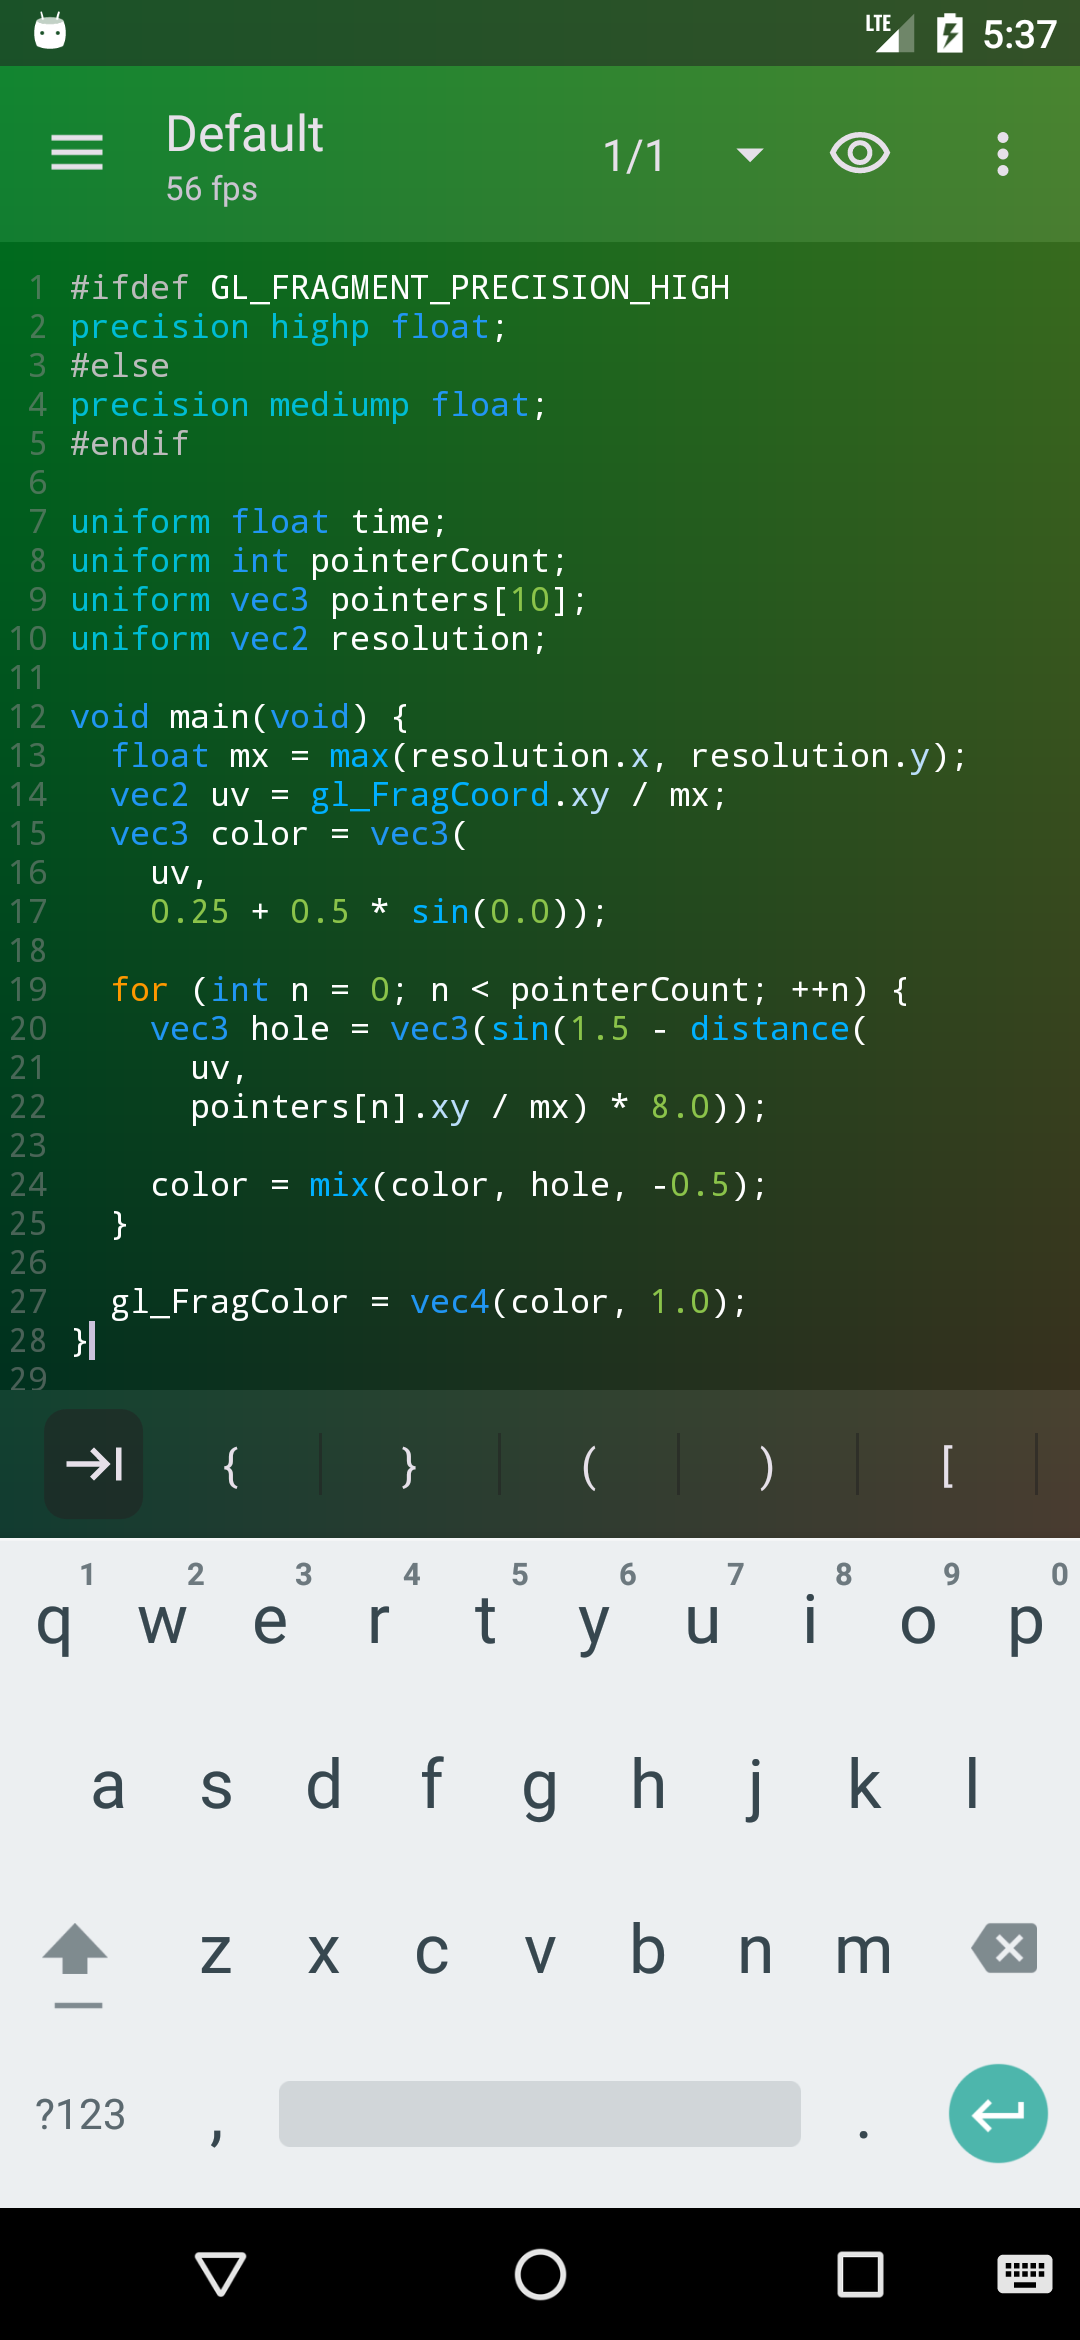 LTE 5:37
Default 1/1
56 fps
1 #ifdef GL_FRAGMENT_PRECISION_HIGH
2 precision highp float;
3 #else
4 precision mediump float;
5 #endif
6
7 uniform float time;
8 uniform int pointerCount;
9 uniform vec3 pointers[10];
10 uniform vec2 resolution;
11
12 void main(void) {
13   float mx = max(resolution.x, resolution.y);
14   vec2 uv = gl_FragCoord.xy / mx;
15   vec3 color = vec3(
16     uv,
17     0.25 + 0.5 * sin(0.0));
18
19   for (int n = 0; n < pointerCount; ++n) {
20     vec3 hole = vec3(sin(1.5 - distance(
21       uv,
22       pointers[n].xy / mx) * 8.0));
23
24     color = mix(color, hole, -0.5);
25   }
26
27   gl_FragColor = vec4(color, 1.0);
28 }
29
{ } ( ) [
1 2 3 4 5 6 7 8 9 0
q w e r t y u i o p
a s d f g h j k l
z x c v b n m
?123 , .